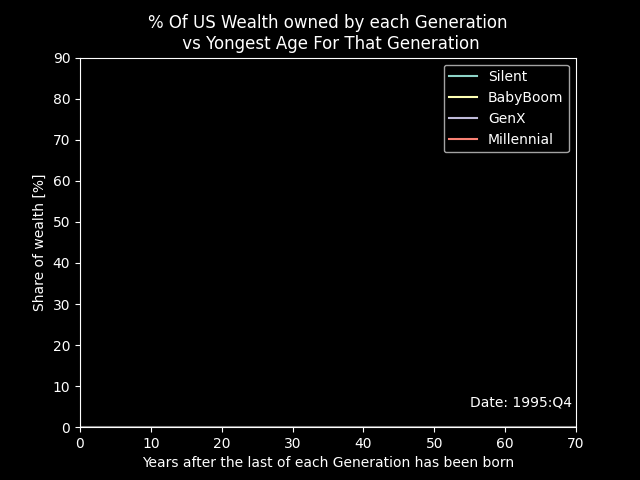 % Of US Wealth owned by each Generation
vs Yongest Age For That Generation
Silent
BabyBoom
GenX
Millennial
90
80
70
60
50
40
30
20
10
0
Share of wealth [%]
Date: 1995:Q4
0 10 20 30 40 50 60 70
Years after the last of each Generation has been born